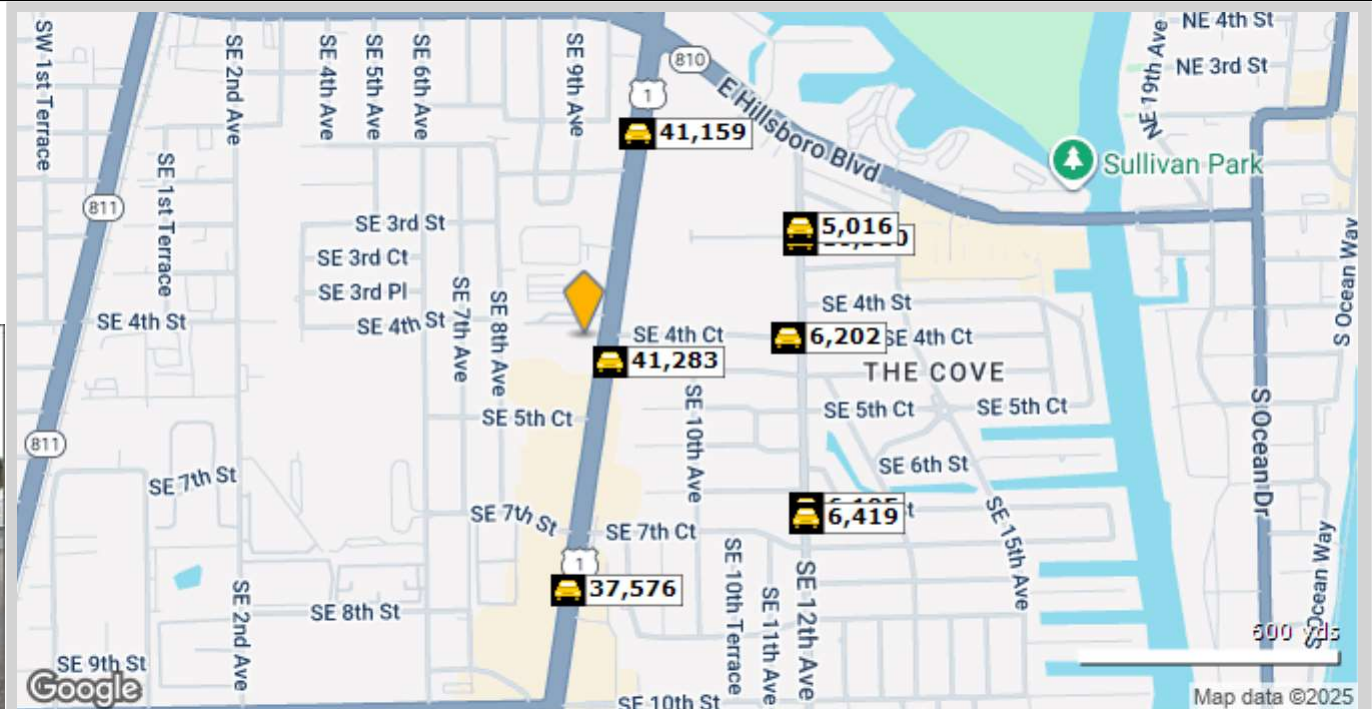 SW 1st Terrace
SE 2nd Ave
SE 4th Ave
SE 5th Ave
SE 6th Ave
SE 9th Ave
810
1
E Hillsboro Blvd
NE 19th Ave
NE 4th St
NE 3rd St
41,159
Sullivan Park
SE 1st Terrace
811
SE 3rd St
5,016
SE 3rd Ct
SE 3rd Pl
SE 4th St
SE 4th St
SE 7th Ave
SE 8th Ave
SE 4th St
SE 4th Ct
6,202
SE 4th Ct
S Ocean Way
41,283
THE COVE
SE 10th Ave
SE 5th Ct
SE 5th Ct
SE 5th Ct
S Ocean Dr
811
SE 6th St
SE 7th St
SE 7th St
SE 7th Ct
6,419
SE 15th Ave
S Ocean Way
1
37,576
SE 2nd Ave
SE 8th St
SE 10th Terrace
SE 11th Ave
SE 12th Ave
600 yds
SE 9th St
Google
SE 10th St
Map data ©2025